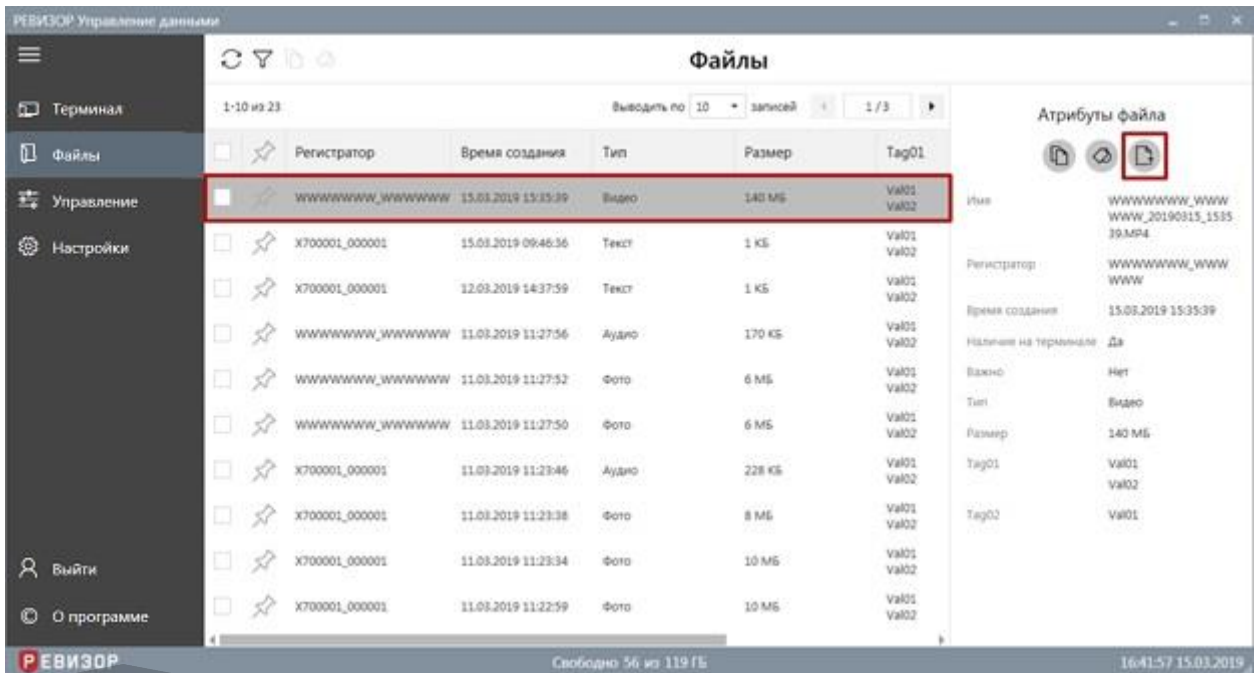 РЕВИЗОР Управление данными
Файлы
Терминал
Файлы
Управление
Настройки
Выйти
О программе
1-10 из 23
Выводить по 10 записей 1 / 3
Регистратор Время создания Тип Размер Tag01
WWWWWWW_WWWWWW 15.03.2019 15:35:39 Видео 140 МБ Val01
Val02
X700001_000001 15.03.2019 09:46:36 Текст 1 КБ Val01
Val02
X700001_000001 12.03.2019 14:37:59 Текст 1 КБ Val01
Val02
WWWWWWW_WWWWWW 11.03.2019 11:27:56 Аудио 170 КБ Val01
Val02
WWWWWWW_WWWWWW 11.03.2019 11:27:52 Фото 6 МБ Val01
Val02
WWWWWWW_WWWWWW 11.03.2019 11:27:50 Фото 6 МБ Val01
Val02
X700001_000001 11.03.2019 11:23:46 Аудио 228 КБ Val01
Val02
X700001_000001 11.03.2019 11:23:38 Фото 8 МБ Val01
Val02
X700001_000001 11.03.2019 11:23:34 Фото 10 МБ Val01
Val02
X700001_000001 11.03.2019 11:22:59 Фото 10 МБ Val01
Val02
Атрибуты файла
Имя WWWWWWW_WWW
WWW_20190315_1535
39.MP4
Регистратор WWWWWWW_WWW
WWW
Время создания 15.03.2019 15:35:39
Наличие на терминале Да
Важно Нет
Тип Видео
Размер 140 МБ
Tag01 Val01
Val02
Tag02 Val01
РЕВИЗОР
Свободно 56 из 119 ГБ
16:41:57 15.03.2019